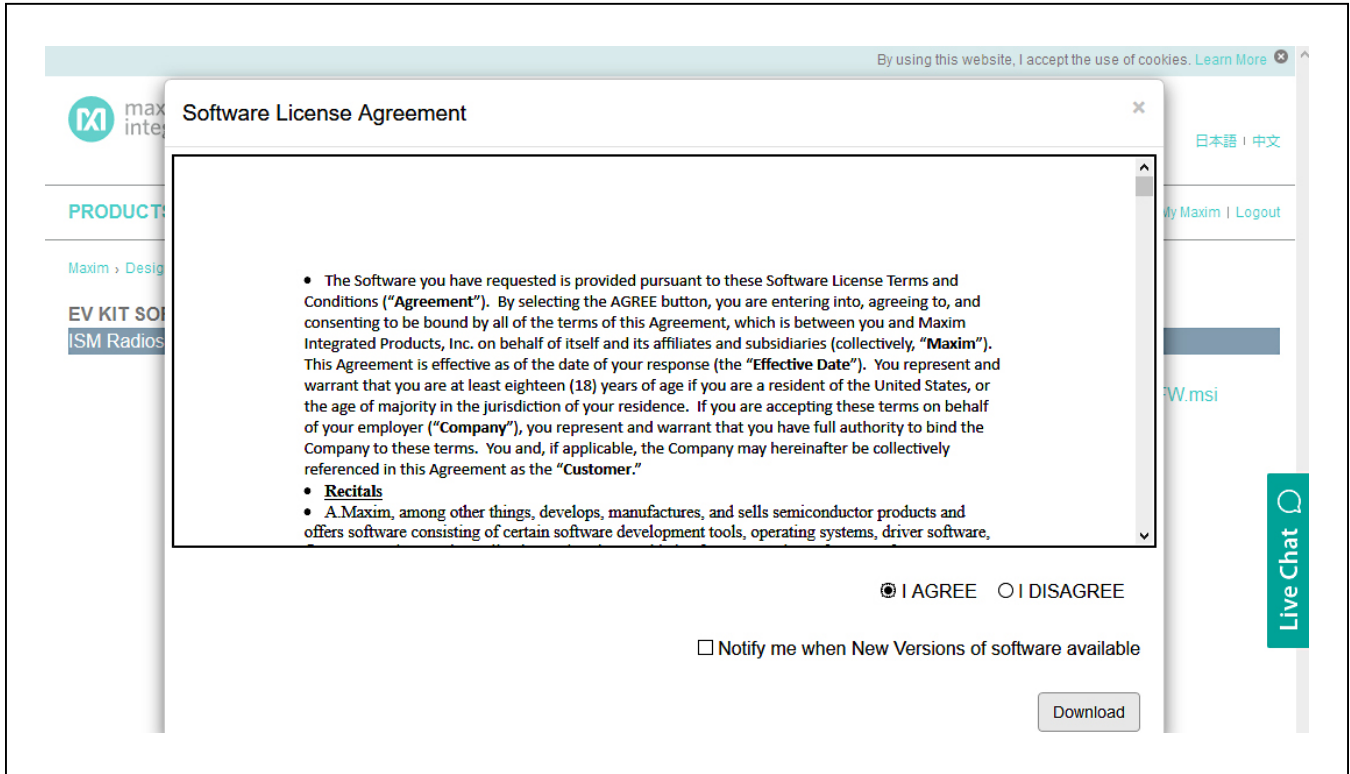 By using this website, I accept the use of cookies. Learn More
max
integ
日本語 | 中文
Software License Agreement
PRODUCTS
My Maxim | Logout
Maxim › Desig
EV KIT SOF
ISM Radios
FW.msi
• The Software you have requested is provided pursuant to these Software License Terms and
Conditions (“Agreement”). By selecting the AGREE button, you are entering into, agreeing to, and
consenting to be bound by all of the terms of this Agreement, which is between you and Maxim
Integrated Products, Inc. on behalf of itself and its affiliates and subsidiaries (collectively, “Maxim”).
This Agreement is effective as of the date of your response (the “Effective Date”). You represent and
warrant that you are at least eighteen (18) years of age if you are a resident of the United States, or
the age of majority in the jurisdiction of your residence. If you are accepting these terms on behalf
of your employer (“Company”), you represent and warrant that you have full authority to bind the
Company to these terms. You and, if applicable, the Company may hereinafter be collectively
referenced in this Agreement as the “Customer.”
• Recitals
• A.Maxim, among other things, develops, manufactures, and sells semiconductor products and
offers software consisting of certain software development tools, operating systems, driver software,
I AGREE I DISAGREE
Notify me when New Versions of software available
Download
Live Chat